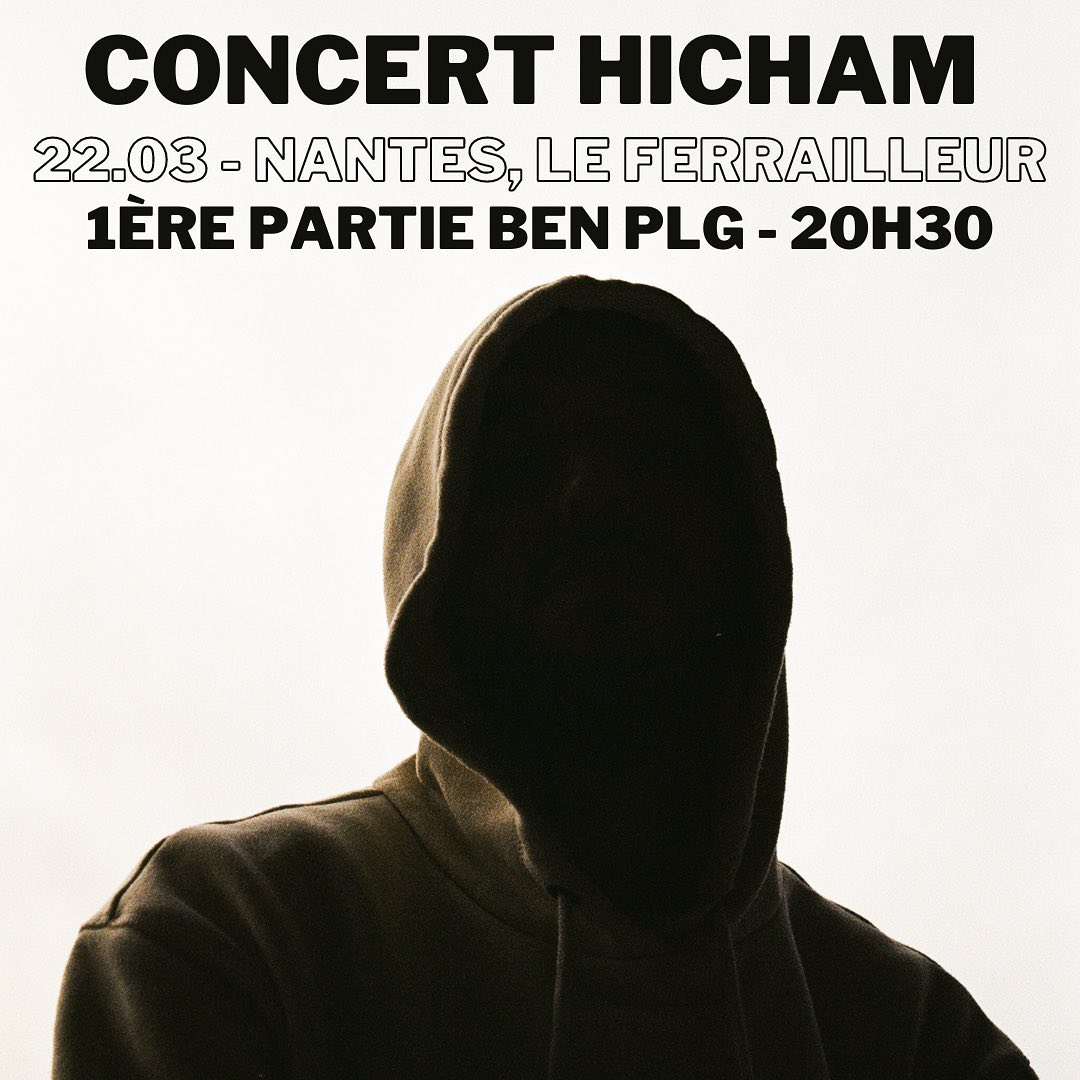 CONCERT HICHAM
22.03 - NANTES, LE FERRAILLEUR
1ÈRE PARTIE BEN PLG - 20H30